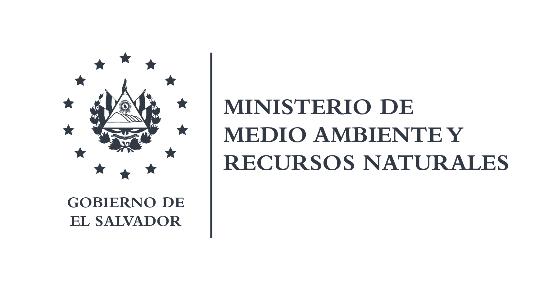 GOBIERNO DE
EL SALVADOR
MINISTERIO DE
MEDIO AMBIENTE Y
RECURSOS NATURALES